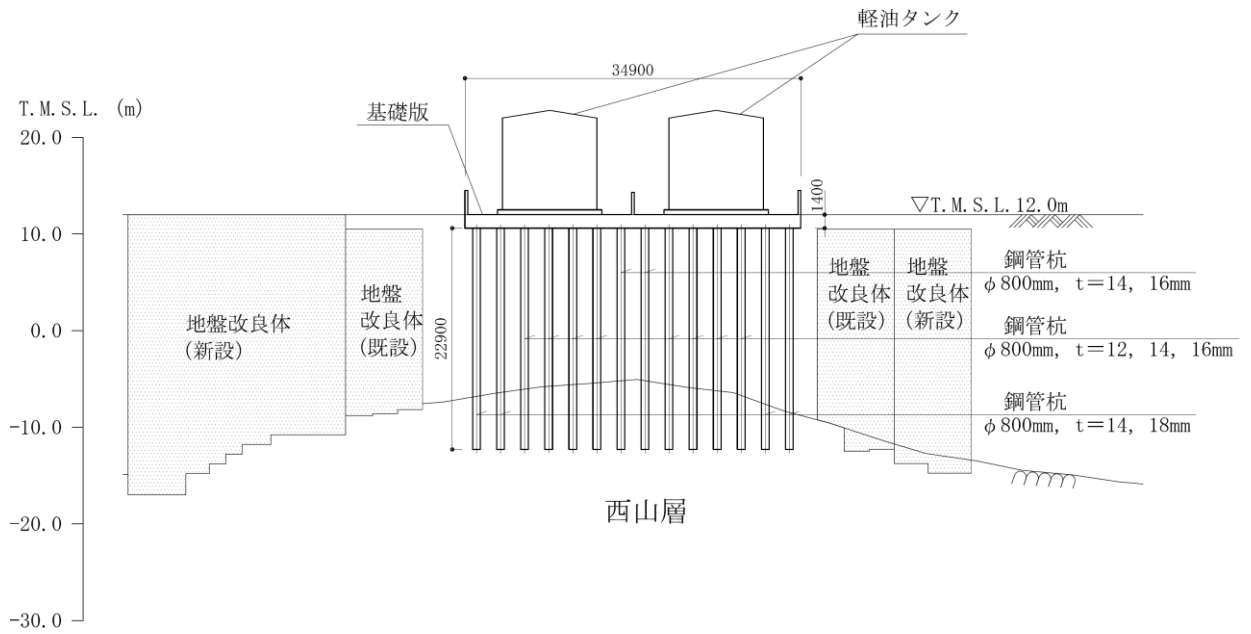 軽油タンク
34900
T.M.S.L. (m)
基礎版
20.0
1400
▽T.M.S.L.12.0m
10.0
鋼管杭
φ800mm, t=14, 16mm
地盤
改良体
(既設)
地盤
改良体
(新設)
地盤
改良体
(既設)
地盤改良体
(新設)
0.0
22900
鋼管杭
φ800mm, t=12, 14, 16mm
鋼管杭
φ800mm, t=14, 18mm
-10.0
西山層
-20.0
-30.0